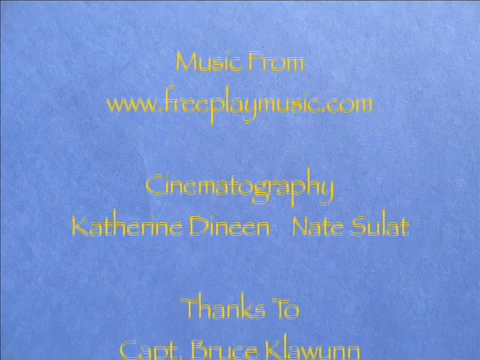 Music From
www.freeplaymusic.com
Cinematography
Katherine Dineen Nate Sulat
Thanks To
Capt. Bruce Klawunn